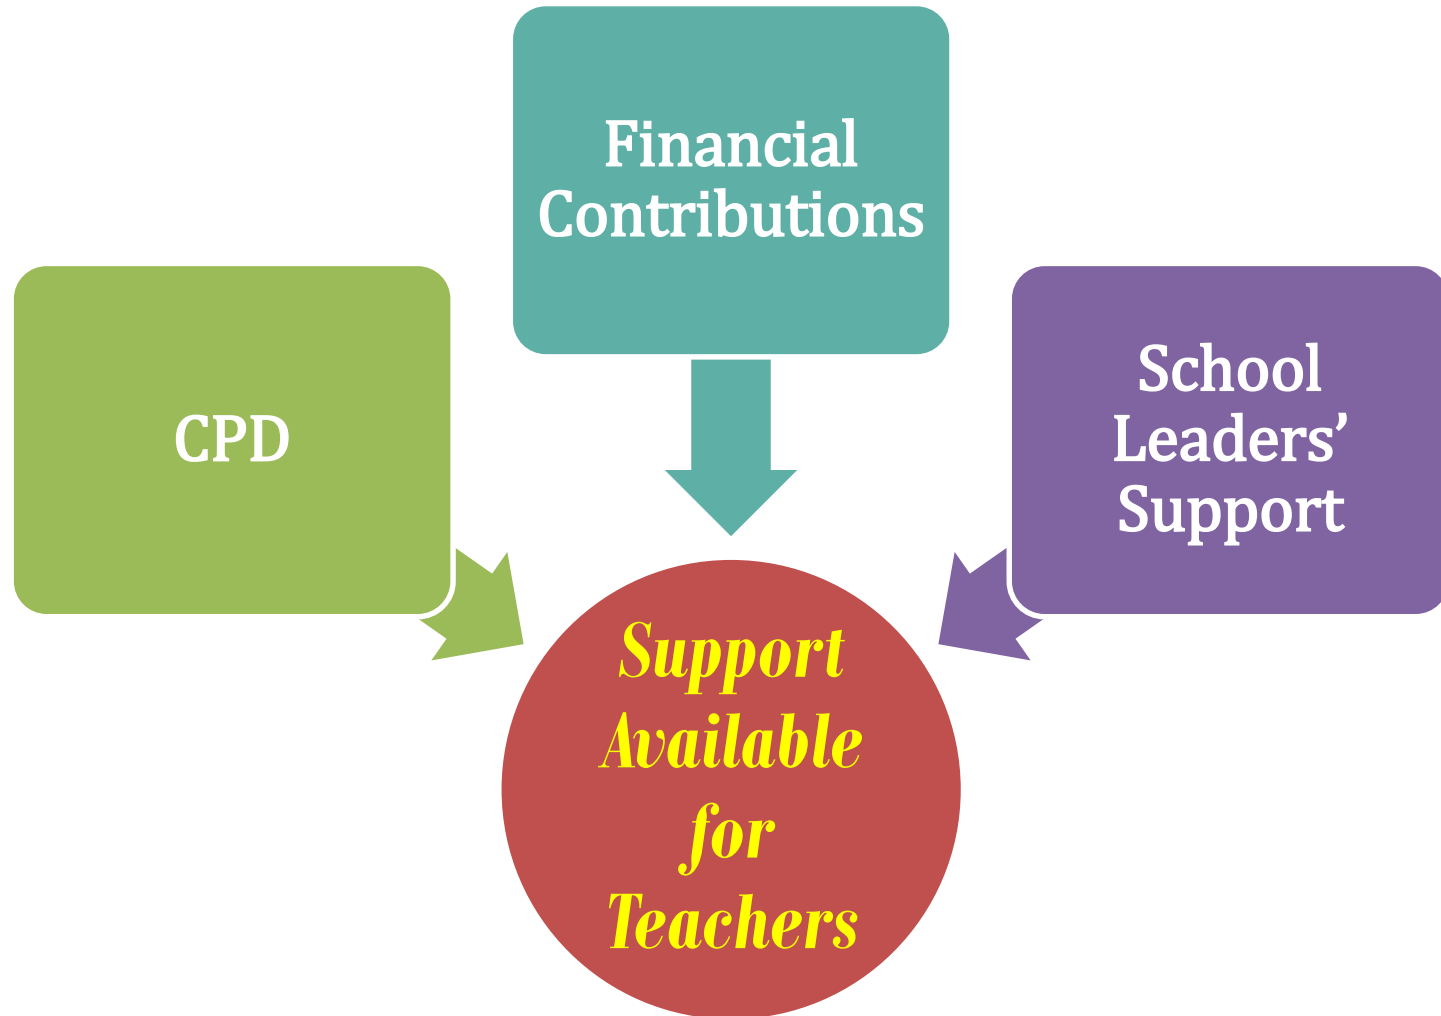 Financial
Contributions
CPD
School
Leaders’
Support
Support
Available
for
Teachers